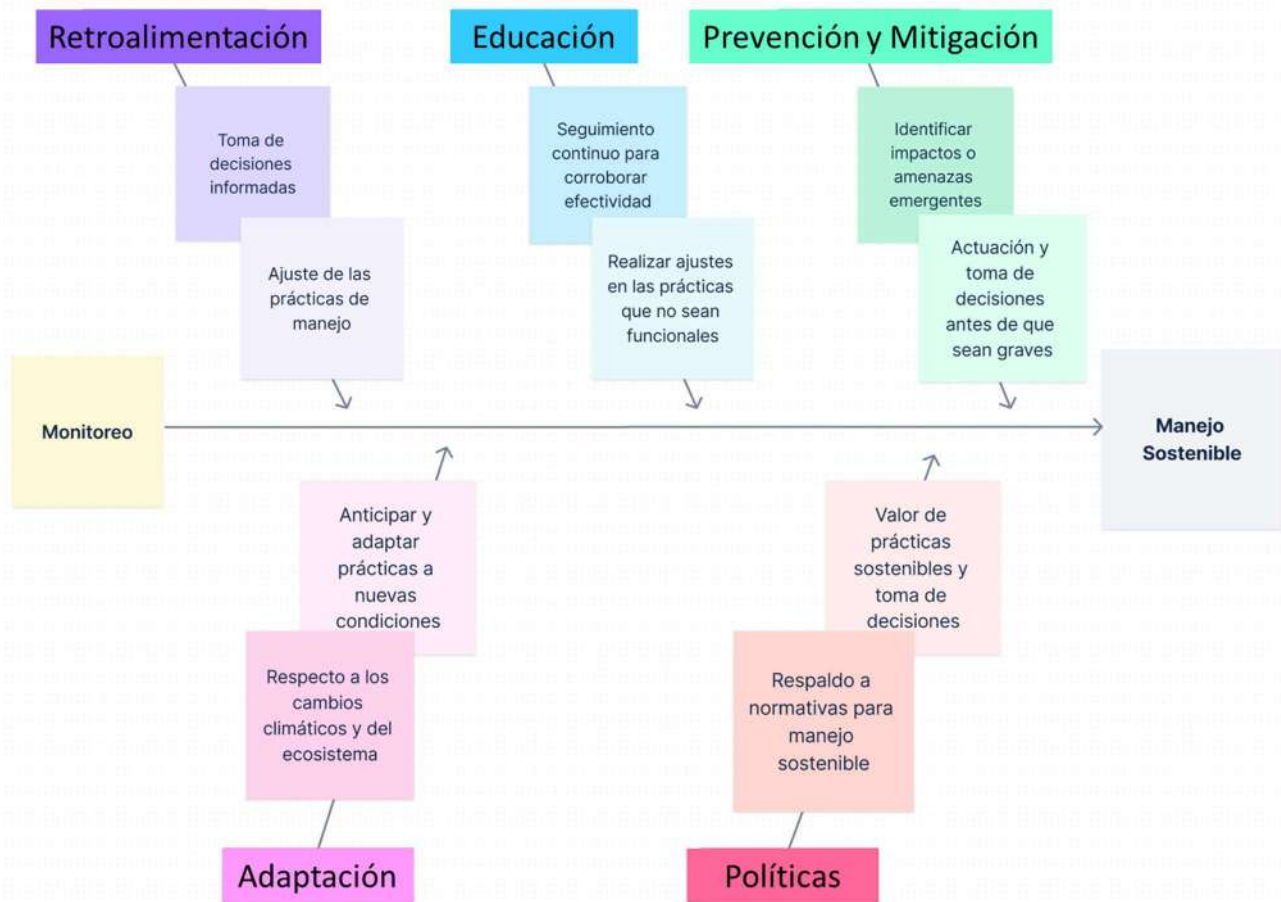 Retroalimentación
Educación
Prevención y Mitigación
Toma de
decisiones
informadas
Ajuste de las
prácticas de
manejo
Seguimiento
continuo para
corroborar
efectividad
Realizar ajustes
en las prácticas
que no sean
funcionales
Identificar
impactos o
amenazas
emergentes
Actuación y
toma de
decisiones
antes de que
sean graves
Monitoreo
Manejo
Sostenible
Anticipar y
adaptar
prácticas a
nuevas
condiciones
Respecto a los
cambios
climáticos y del
ecosistema
Valor de
prácticas
sostenibles y
toma de
decisiones
Respaldo a
normativas para
manejo
sostenible
Adaptación
Políticas